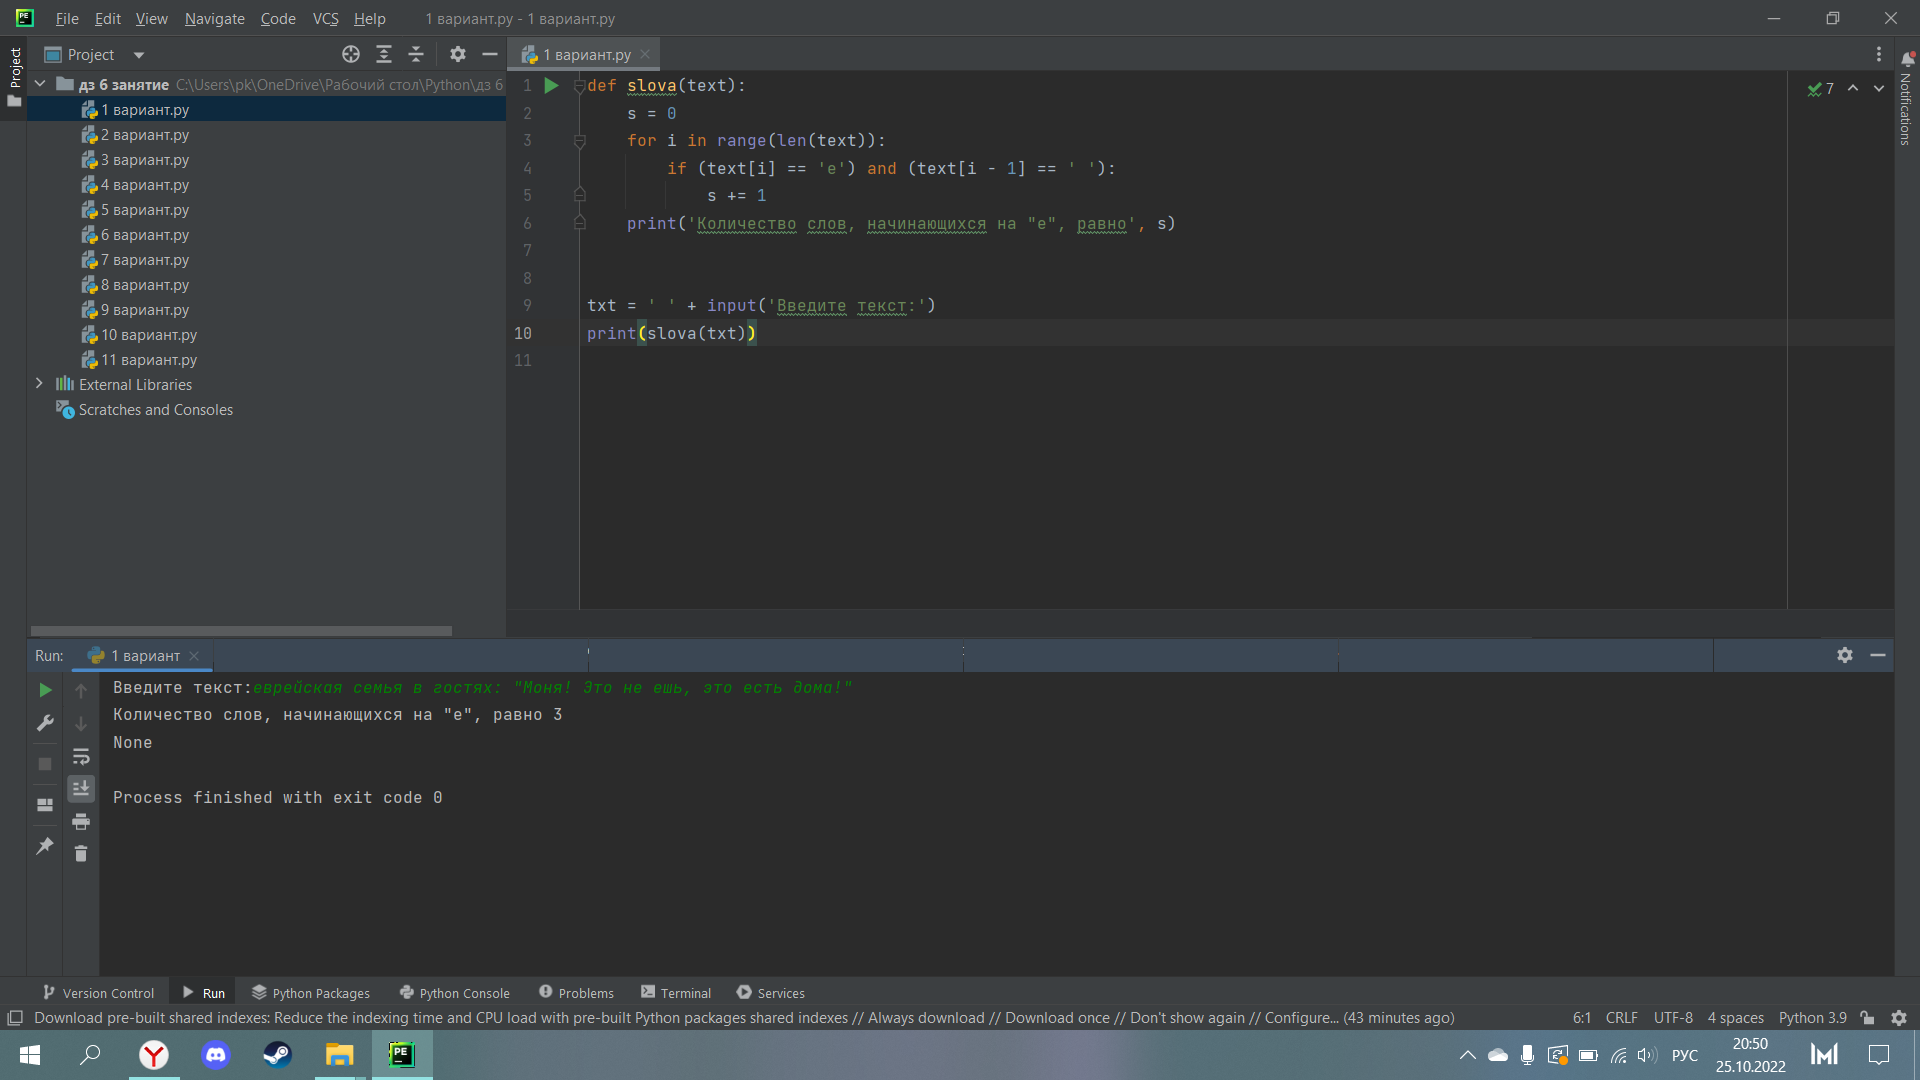 File Edit View Navigate Code VCS Help 1 вариант.py - 1 вариант.py
Project
Project
1 вариант.py
дз 6 занятие C:\Users\pk\OneDrive\Рабочий стол\Python\дз 6
1 вариант.py
2 вариант.py
3 вариант.py
4 вариант.py
5 вариант.py
6 вариант.py
7 вариант.py
8 вариант.py
9 вариант.py
10 вариант.py
11 вариант.py
External Libraries
Scratches and Consoles
1 def slova(text):
2 s = 0
3 for i in range(len(text)):
4 if (text[i] == 'е') and (text[i - 1] == ' '):
5 s += 1
6 print('Количество слов, начинающихся на "е", равно', s)
7
8
9 txt = ' ' + input('Введите текст:')
10 print(slova(txt))
11
7
Notifications
Run: 1 вариант
Введите текст:еврейская семья в гостях: "Моня! Это не ешь, это есть дома!"
Количество слов, начинающихся на "е", равно 3
None
Process finished with exit code 0
Version Control Run Python Packages Python Console Problems Terminal Services
Download pre-built shared indexes: Reduce the indexing time and CPU load with pre-built Python packages shared indexes // Always download // Download once // Don't show again // Configure... (43 minutes ago) 6:1 CRLF UTF-8 4 spaces Python 3.9
PE
РУС
20:50
25.10.2022